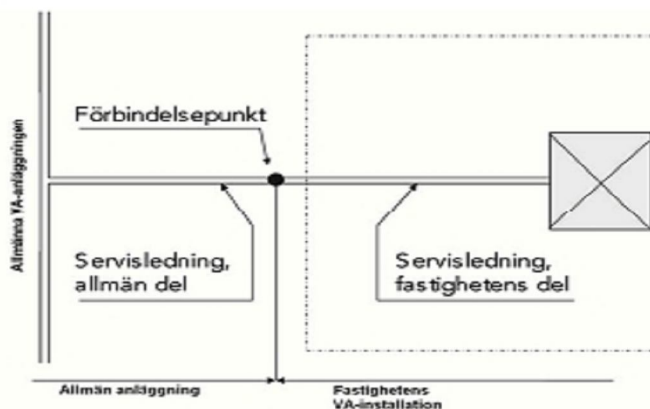 Allmänna VA-anläggningen
Förbindelsepunkt
Servisledning,
allmän del
Servisledning,
fastighetens del
Allmän anläggning
Fastighetens
VA-installation